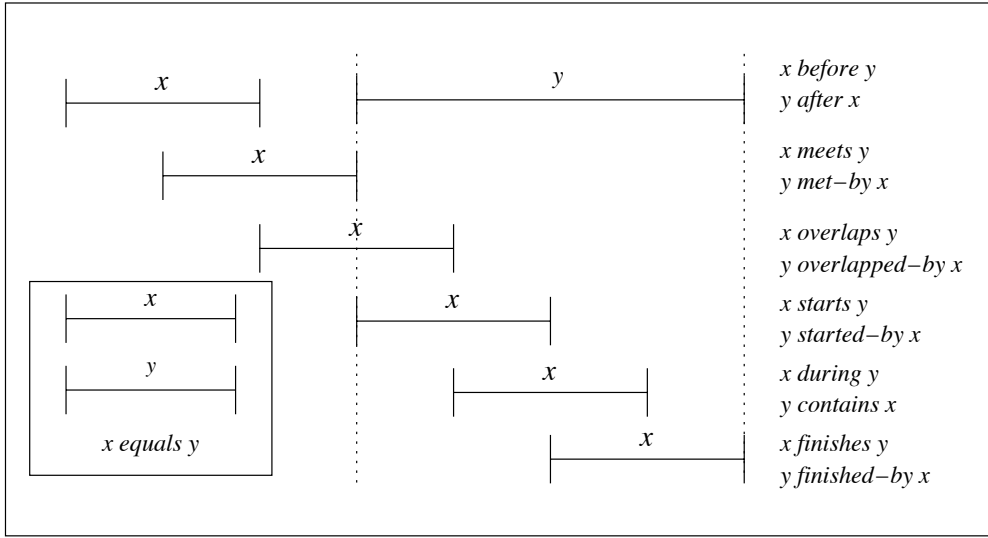 x
y
x before y
y after x
x
x meets y
y met–by x
x
x overlaps y
y overlapped–by x
x
x
x starts y
y started–by x
y
x
x during y
y contains x
x equals y
x
x finishes y
y finished–by x